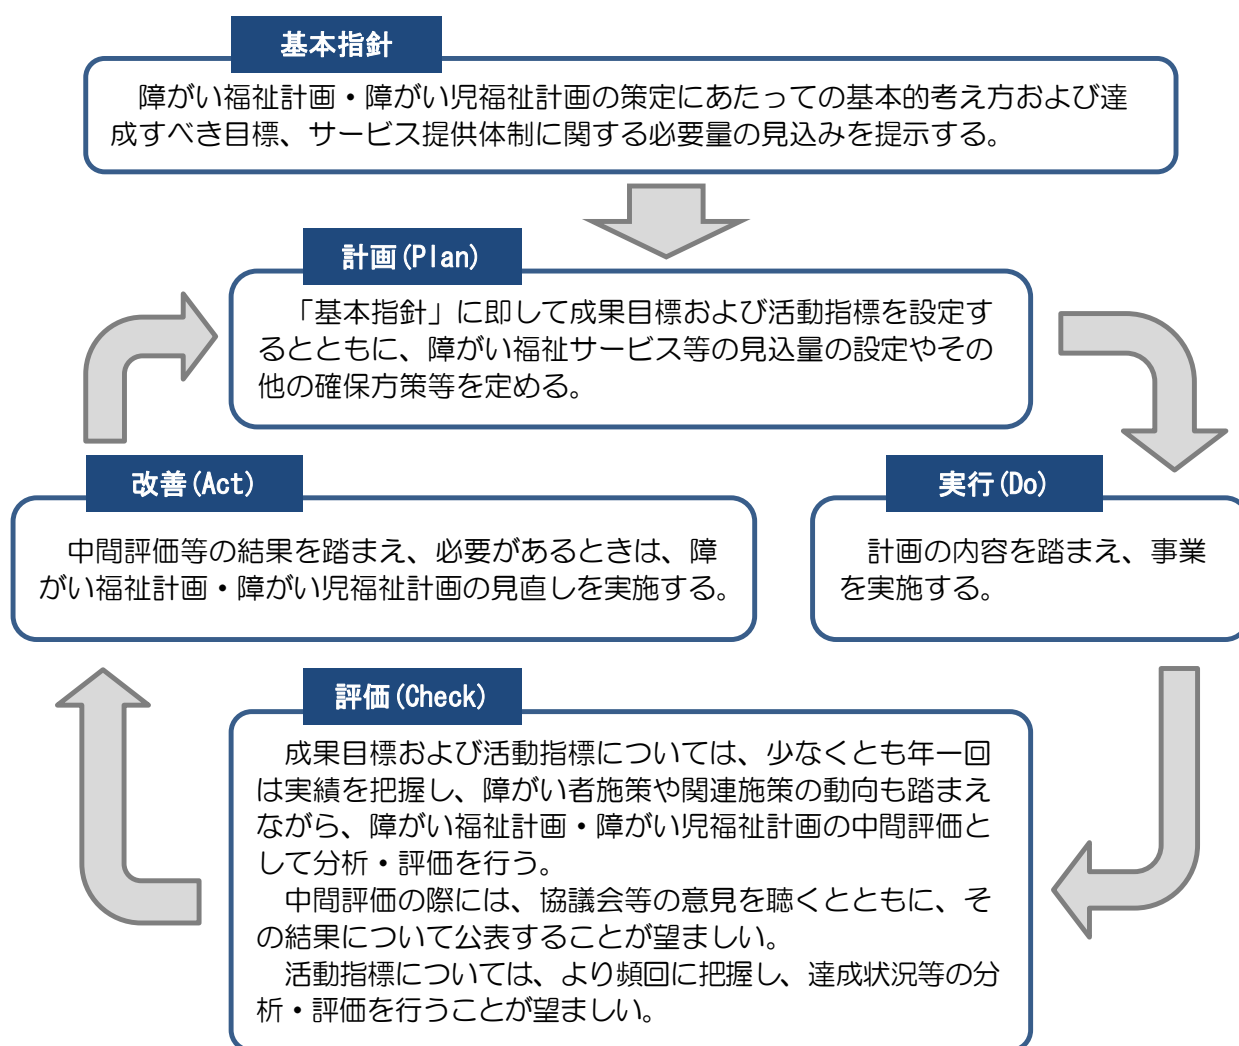 基本指針
障がい福祉計画・障がい児福祉計画の策定にあたっての基本的考え方および達
成すべき目標、サービス提供体制に関する必要量の見込みを提示する。
計画(Plan)
「基本指針」に即して成果目標および活動指標を設定す
るとともに、障がい福祉サービス等の見込量の設定やその
他の確保方策等を定める。
改善(Act)
中間評価等の結果を踏まえ、必要があるときは、障
がい福祉計画・障がい児福祉計画の見直しを実施する。
実行(Do)
計画の内容を踏まえ、事業
を実施する。
評価(Check)
成果目標および活動指標については、少なくとも年一回
は実績を把握し、障がい者施策や関連施策の動向も踏まえ
ながら、障がい福祉計画・障がい児福祉計画の中間評価と
して分析・評価を行う。
中間評価の際には、協議会等の意見を聴くとともに、そ
の結果について公表することが望ましい。
活動指標については、より頻回に把握し、達成状況等の分
析・評価を行うことが望ましい。